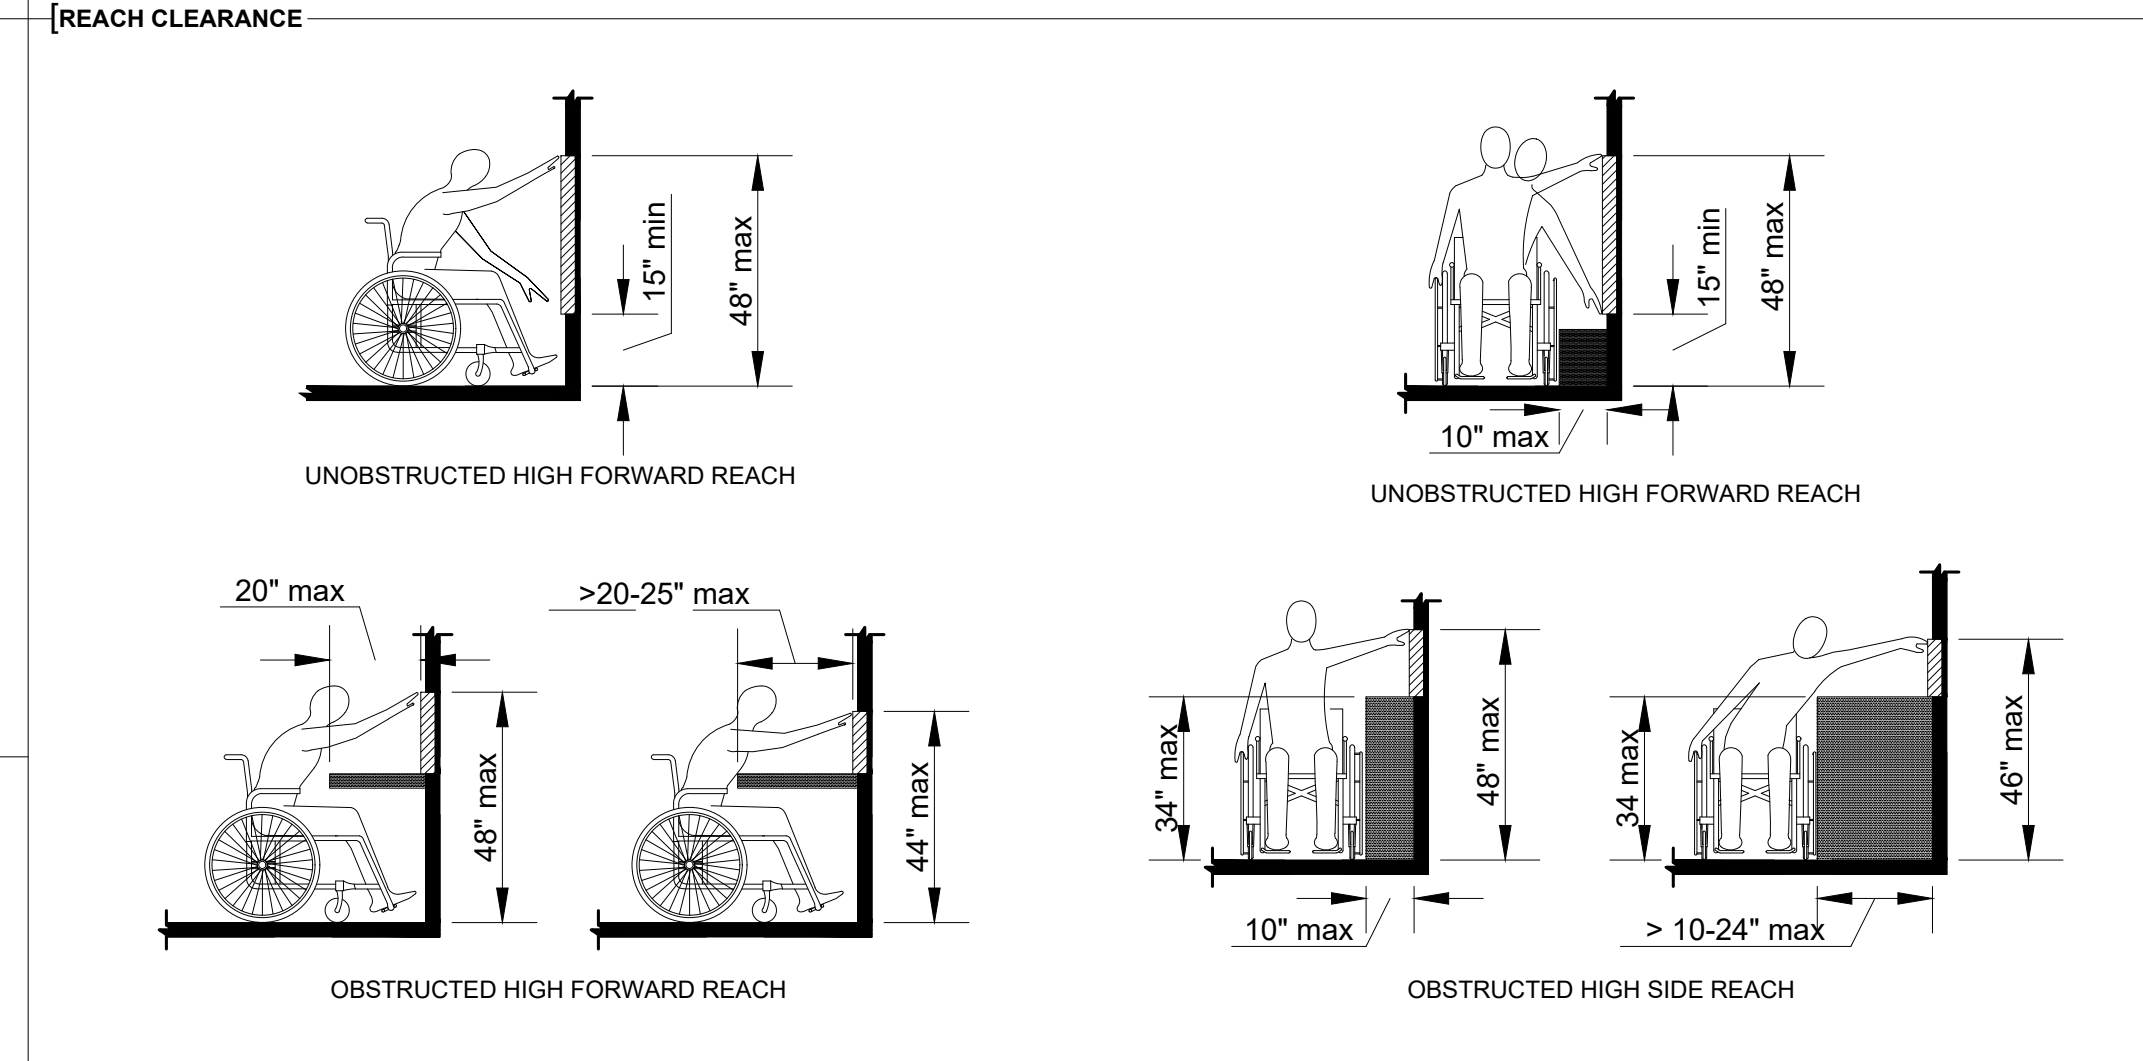 [REACH CLEARANCE
15" min
48" max
UNOBSTRUCTED HIGH FORWARD REACH
15" min
48" max
10" max
UNOBSTRUCTED HIGH FORWARD REACH
20" max
48" max
>20-25" max
44" max
OBSTRUCTED HIGH FORWARD REACH
34" max
48" max
10" max
34 max
46" max
> 10-24" max
OBSTRUCTED HIGH SIDE REACH